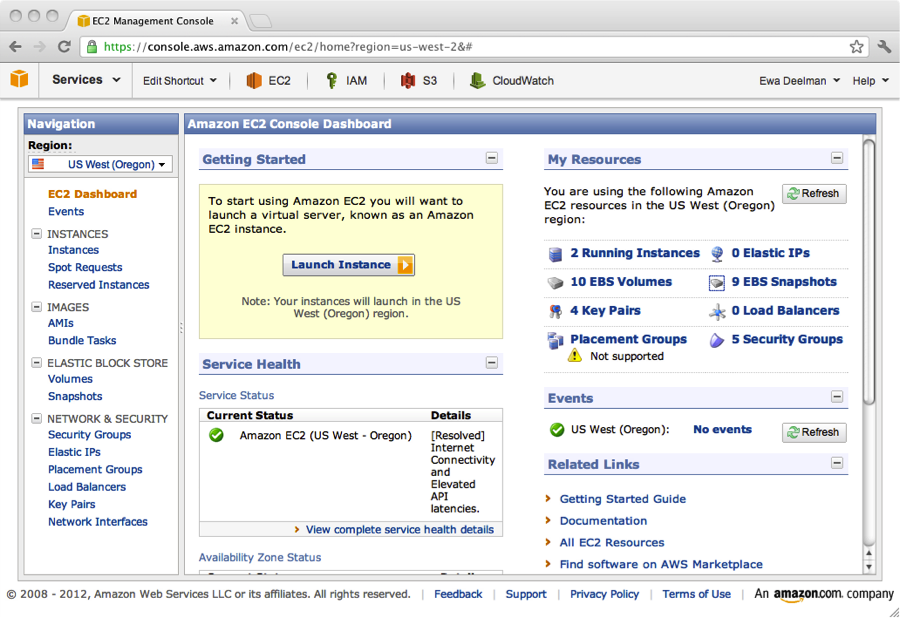 EC2 Management Console
https://console.aws.amazon.com/ec2/home?region=us-west-2&#
Services Edit Shortcut EC2 IAM S3 CloudWatch Ewa Deelman Help
Navigation
Region:
US West (Oregon)
EC2 Dashboard
Events
INSTANCES
Instances
Spot Requests
Reserved Instances
IMAGES
AMIs
Bundle Tasks
ELASTIC BLOCK STORE
Volumes
Snapshots
NETWORK & SECURITY
Security Groups
Elastic IPs
Placement Groups
Load Balancers
Key Pairs
Network Interfaces
Amazon EC2 Console Dashboard
Getting Started
To start using Amazon EC2 you will want to
launch a virtual server, known as an Amazon
EC2 instance.
Launch Instance
Note: Your instances will launch in the US
West (Oregon) region.
Service Health
Service Status
Current Status Details
Amazon EC2 (US West - Oregon) [Resolved]
Internet
Connectivity
and
Elevated
API
latencies.
View complete service health details
Availability Zone Status
Current Status Details
My Resources
You are using the following Amazon
EC2 resources in the US West (Oregon)
region:
Refresh
2 Running Instances 0 Elastic IPs
10 EBS Volumes 9 EBS Snapshots
4 Key Pairs 0 Load Balancers
Placement Groups 5 Security Groups
Not supported
Events
US West (Oregon): No events Refresh
Related Links
Getting Started Guide
Documentation
All EC2 Resources
Find software on AWS Marketplace
© 2008 - 2012, Amazon Web Services LLC or its affiliates. All rights reserved. | Feedback | Support | Privacy Policy | Terms of Use | An amazon.com. company